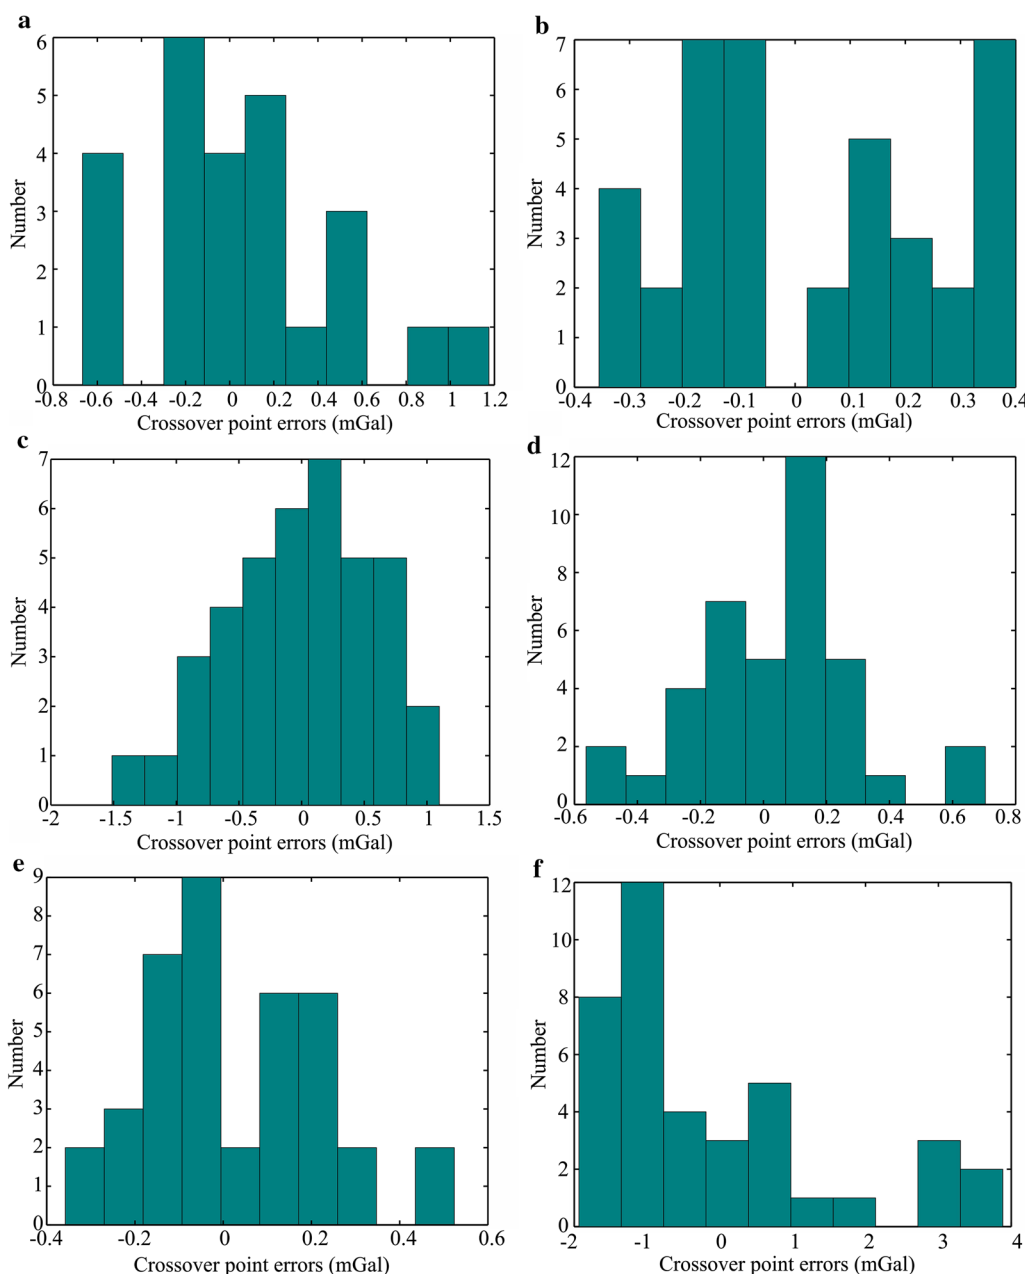 a
6
5
4
3
2
1
0
Number
-0.8 -0.6 -0.4 -0.2 0 0.2 0.4 0.6 0.8 1 1.2
Crossover point errors (mGal)
b
7
6
5
4
3
2
1
0
Number
-0.4 -0.3 -0.2 -0.1 0 0.1 0.2 0.3 0.4
Crossover point errors (mGal)
c
7
6
5
4
3
2
1
0
Number
-2 -1.5 -1 -0.5 0 0.5 1 1.5
Crossover point errors (mGal)
d
12
10
8
6
4
2
0
Number
-0.6 -0.4 -0.2 0 0.2 0.4 0.6 0.8
Crossover point errors (mGal)
e
9
8
7
6
5
4
3
2
1
0
Number
-0.4 -0.2 0 0.2 0.4 0.6
Crossover point errors (mGal)
f
12
10
8
6
4
2
0
Number
-2 -1 0 1 2 3 4
Crossover point errors (mGal)